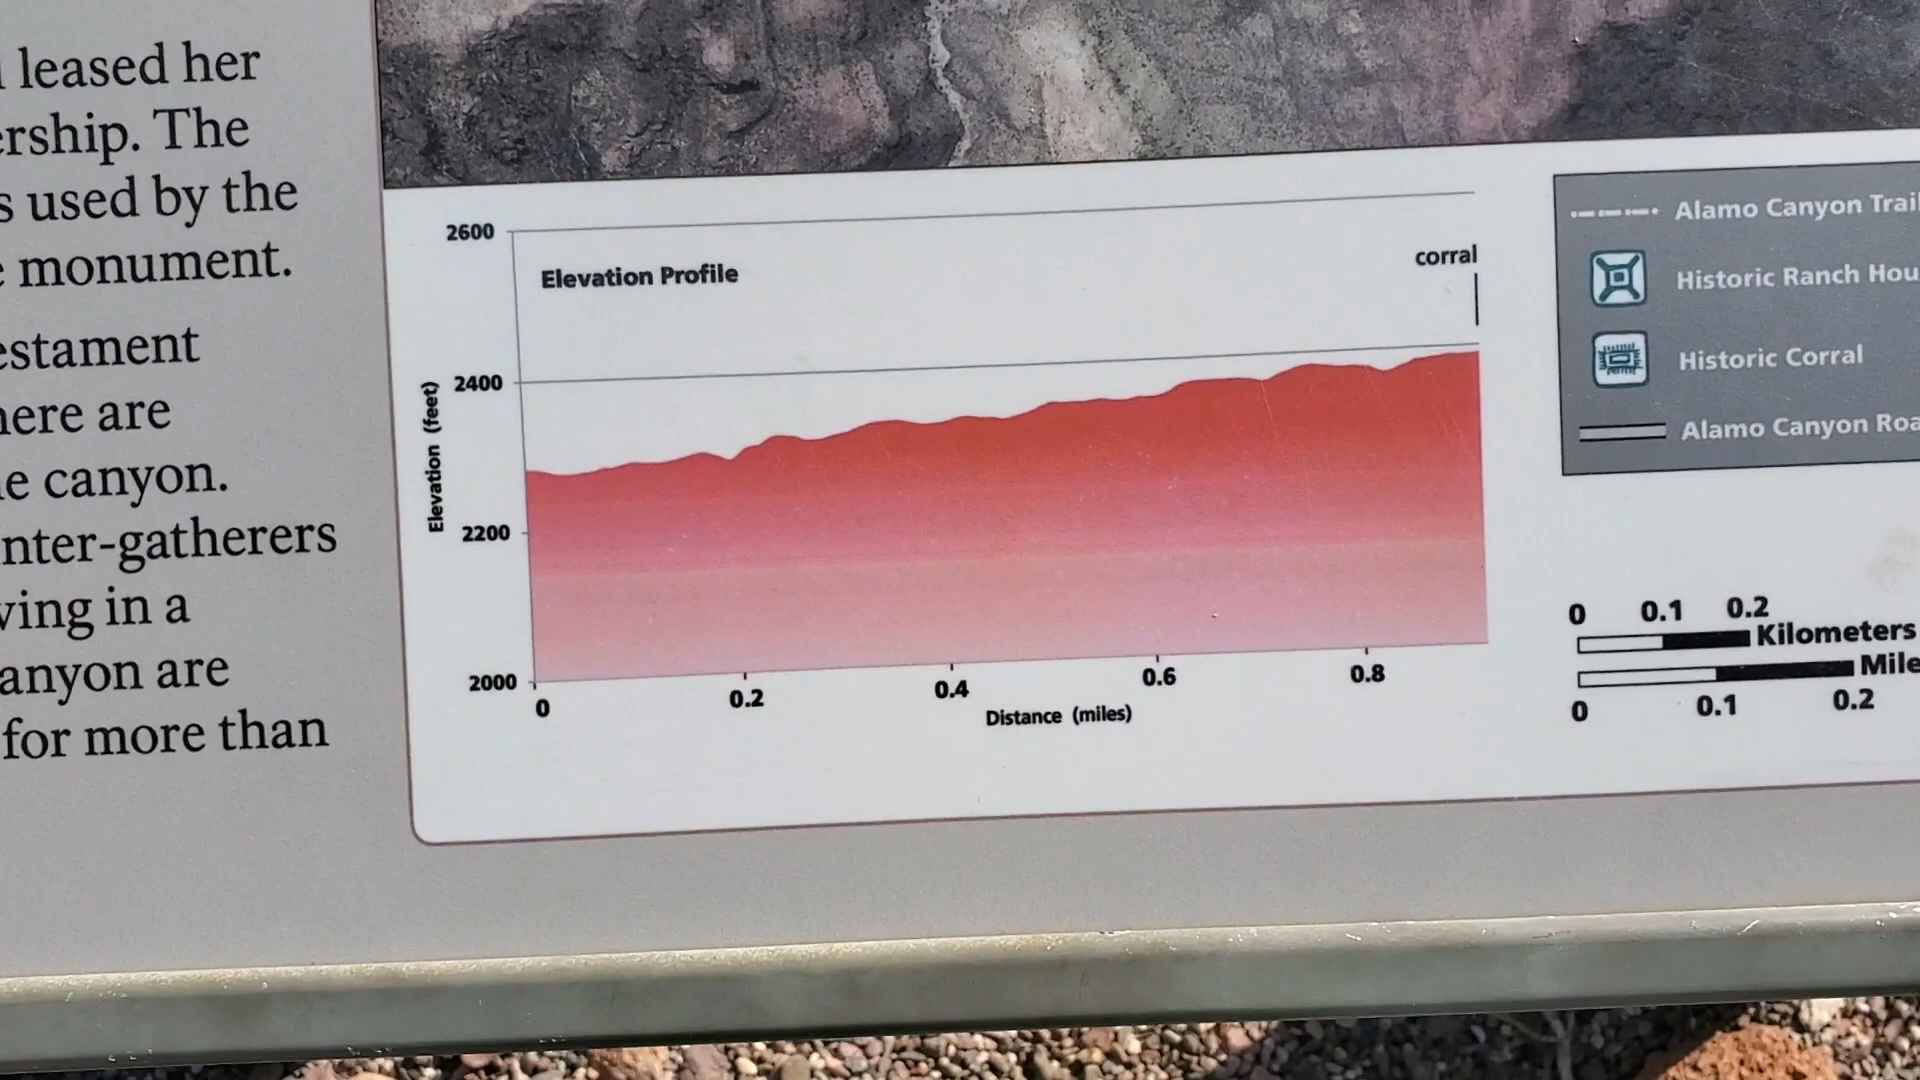 leased her
ership. The
s used by the
monument.
estament
here are
e canyon.
nter-gatherers
ving in a
anyon are
for more than
2600
Elevation Profile
corral
2400
Elevation (feet)
2200
2000
0
0.2
0.4
0.6
0.8
Distance (miles)
Alamo Canyon Trail
Historic Ranch Hou
Historic Corral
Alamo Canyon Roa
0 0.1 0.2
Kilometers
Mile
0 0.1 0.2